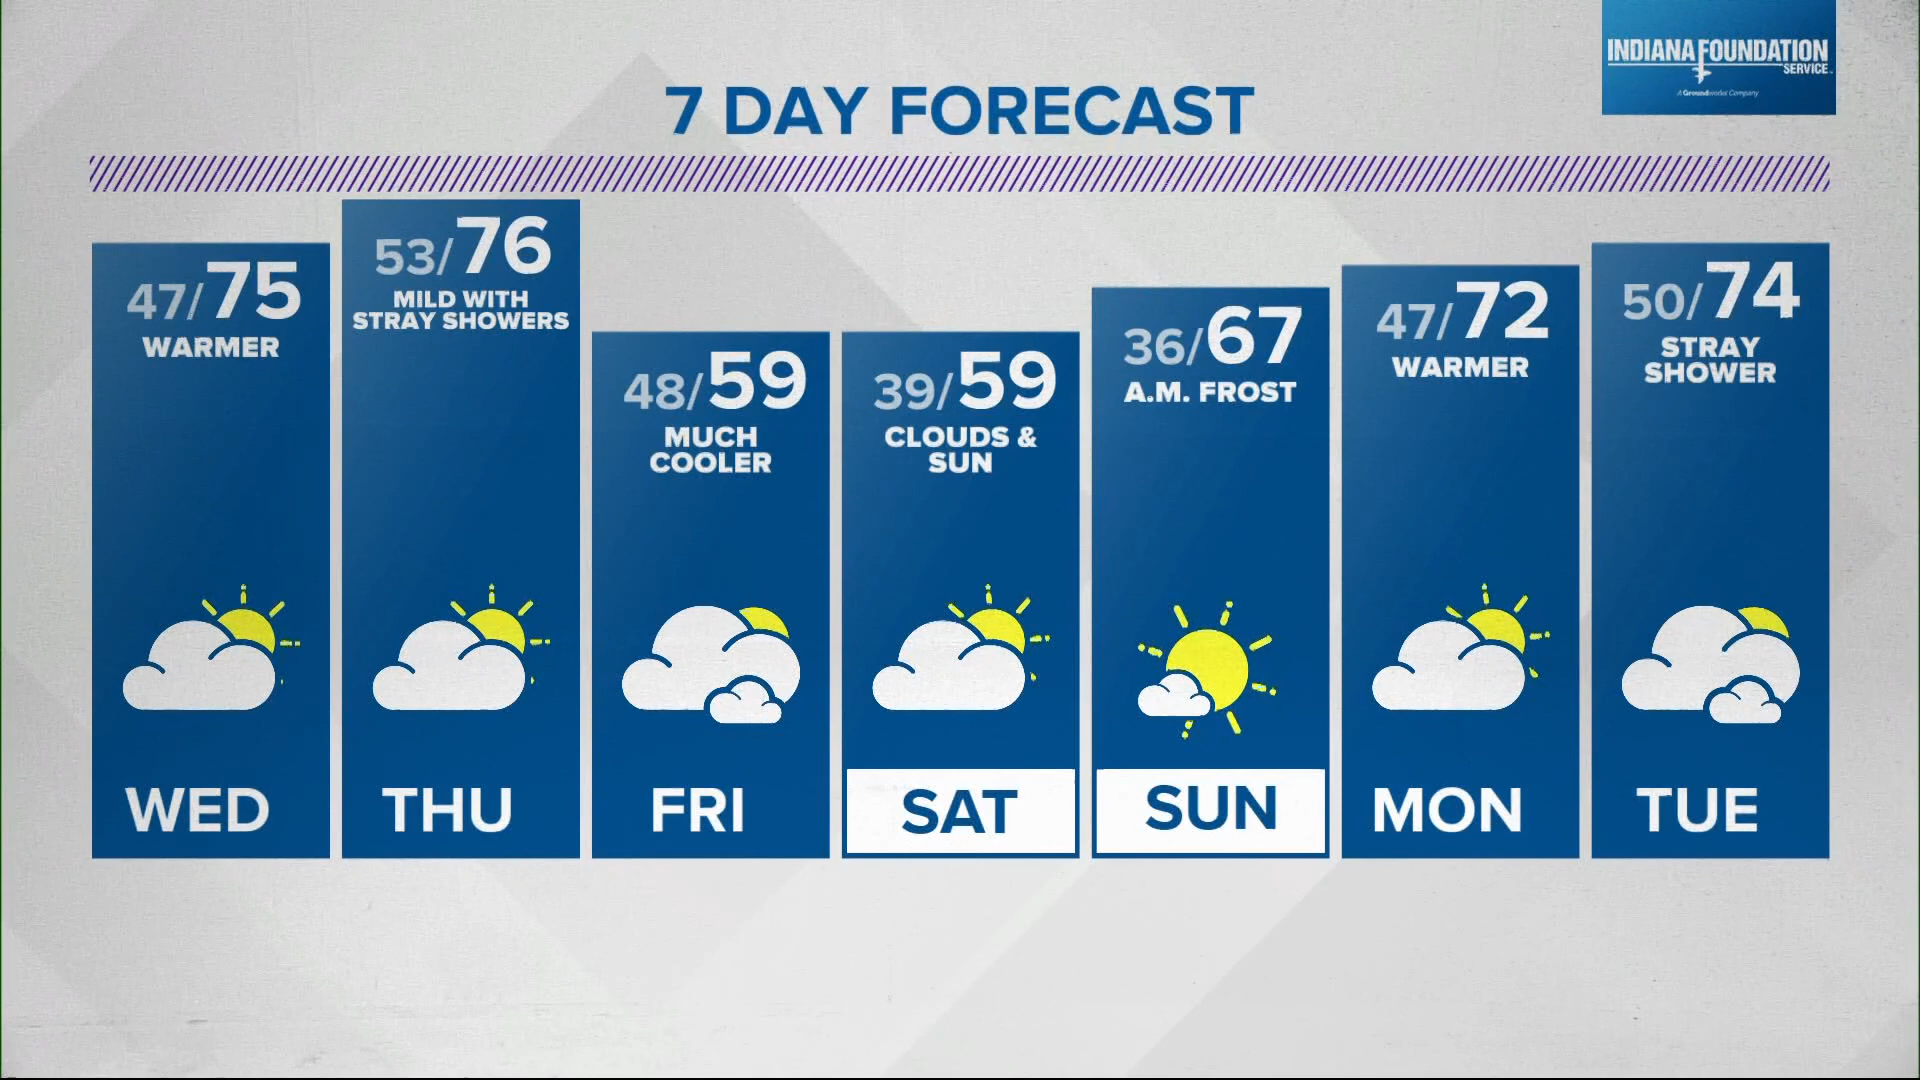 INDIANA FOUNDATION
SERVICE
A Groundworks Company
7 DAY FORECAST
47/75
WARMER
WED
53/76
MILD WITH
STRAY SHOWERS
THU
48/59
MUCH
COOLER
FRI
39/59
CLOUDS &
SUN
SAT
36/67
A.M. FROST
SUN
47/72
WARMER
MON
50/74
STRAY
SHOWER
TUE